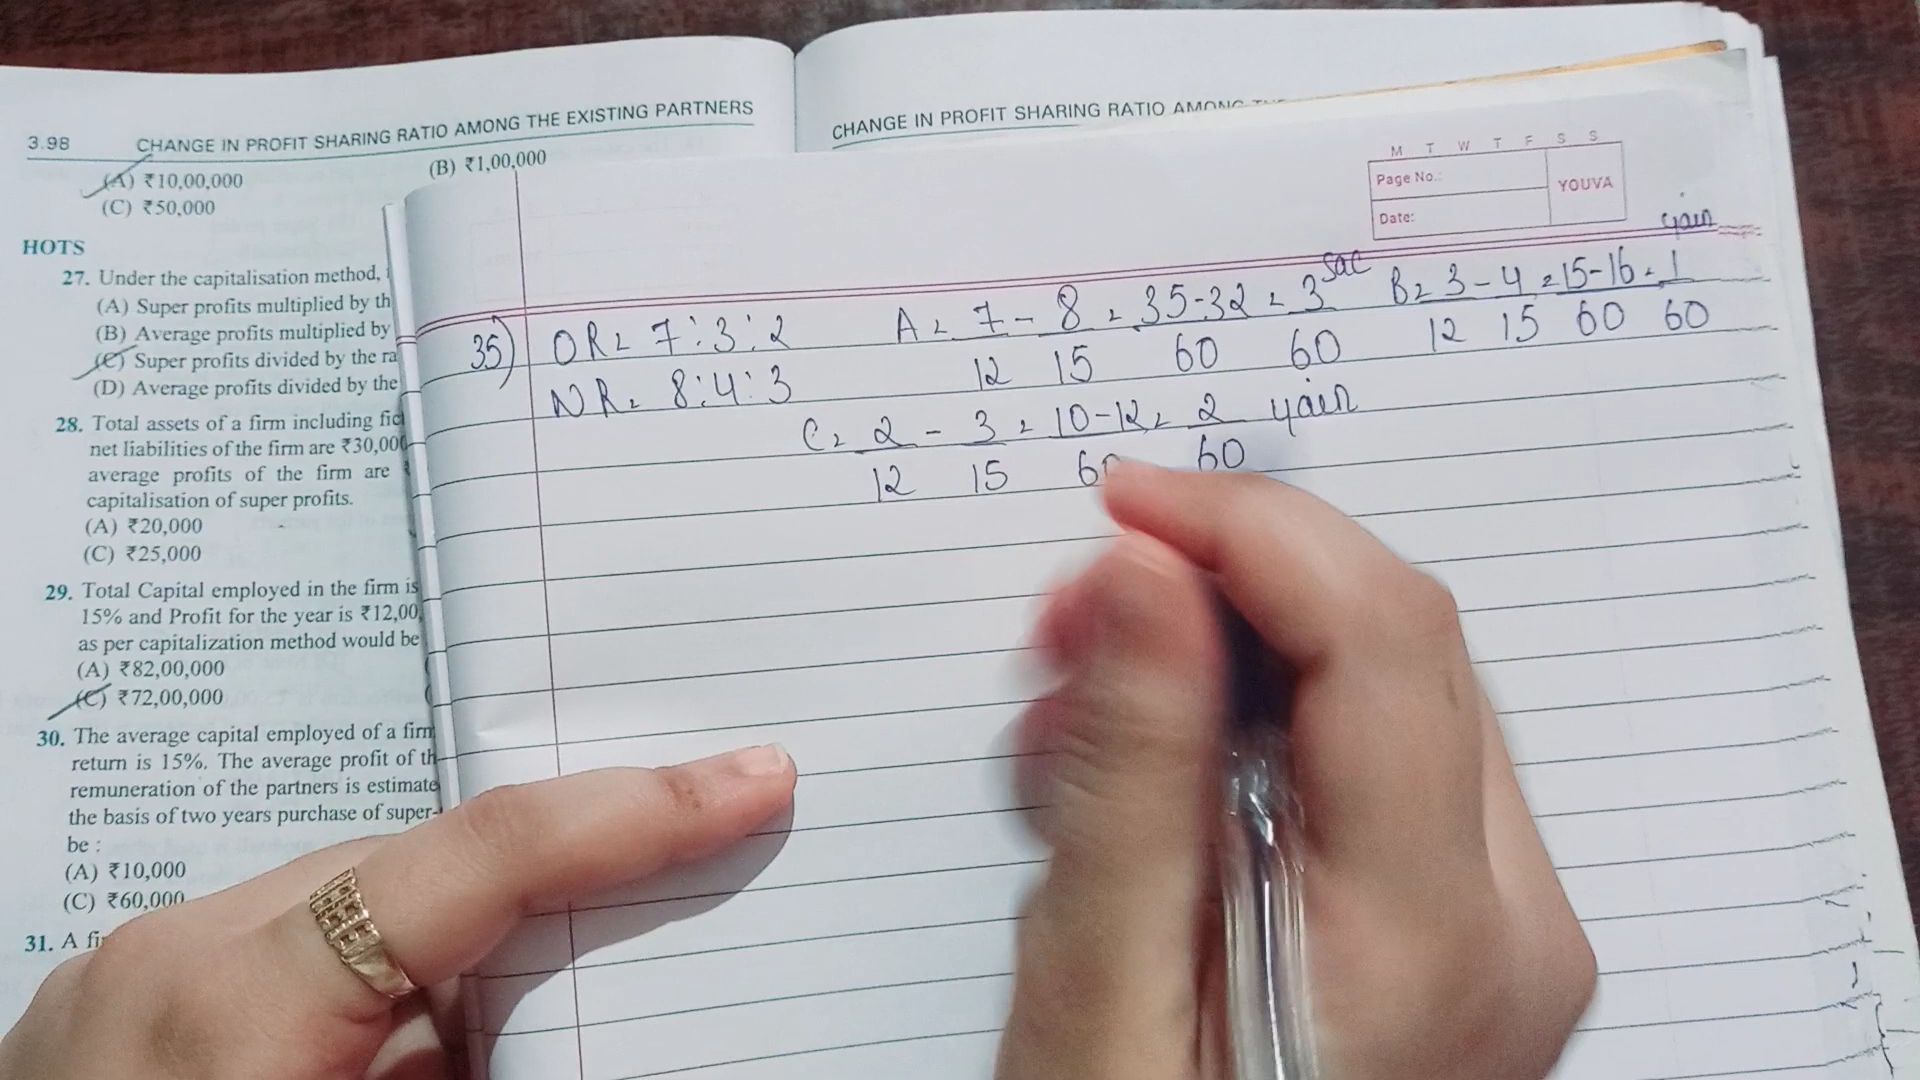 3.98 CHANGE IN PROFIT SHARING RATIO AMONG THE EXISTING PARTNERS
(A) ₹10,00,000 (B) ₹1,00,000
(C) ₹50,000
HOTS
27. Under the capitalisation method,
(A) Super profits multiplied by th
(B) Average profits multiplied by
(C) Super profits divided by the ra
(D) Average profits divided by the
28. Total assets of a firm including fic
net liabilities of the firm are ₹30,000
average profits of the firm are
capitalisation of super profits.
(A) ₹20,000
(C) ₹25,000
29. Total Capital employed in the firm is
15% and Profit for the year is ₹12,00,
as per capitalization method would be
(A) ₹82,00,000
(C) ₹72,00,000
30. The average capital employed of a firm
return is 15%. The average profit of th
remuneration of the partners is estimate
the basis of two years purchase of super-
be :
(A) ₹10,000
(C) ₹60,000
31. A fi
CHANGE IN PROFIT SHARING RATIO AMONG
M T W T F S S
Page No.:
YOUVA
Date:
35) OR = 7:3:2 A = 7/12 - 8/15 = 35-32/60 = 3/60 sac B = 3/12 - 4/15 = 15-16/60 = 1/60 gain
NR = 8:4:3
C = 2/12 - 3/15 = 10-12/60 = 2/60 gain